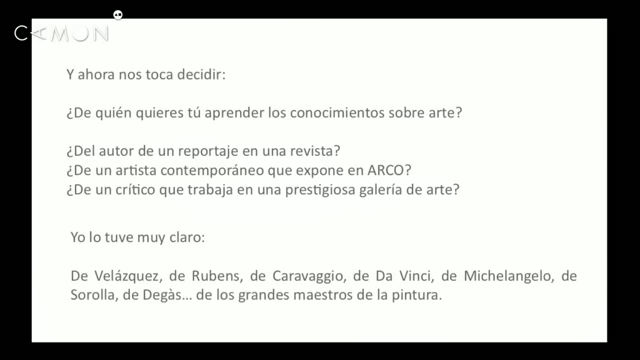 CAMON
Y ahora nos toca decidir:
¿De quién quieres tú aprender los conocimientos sobre arte?
¿Del autor de un reportaje en una revista?
¿De un artista contemporáneo que expone en ARCO?
¿De un crítico que trabaja en una prestigiosa galería de arte?
Yo lo tuve muy claro:
De Velázquez, de Rubens, de Caravaggio, de Da Vinci, de Michelangelo, de
Sorolla, de Degàs... de los grandes maestros de la pintura.